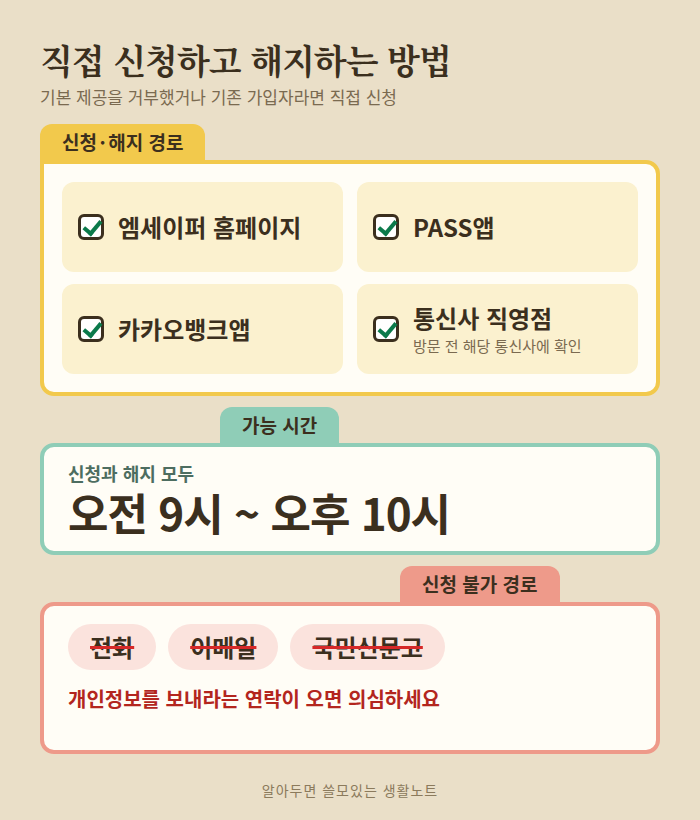 직접 신청하고 해지하는 방법
기본 제공을 거부했거나 기존 가입자라면 직접 신청
신청·해지 경로
엠세이퍼 홈페이지
PASS앱
카카오뱅크앱
통신사 직영점
방문 전 해당 통신사에 확인
가능 시간
신청과 해지 모두
오전 9시 ~ 오후 10시
신청 불가 경로
전화
이메일
국민신문고
개인정보를 보내라는 연락이 오면 의심하세요
알아두면 쓸모있는 생활노트